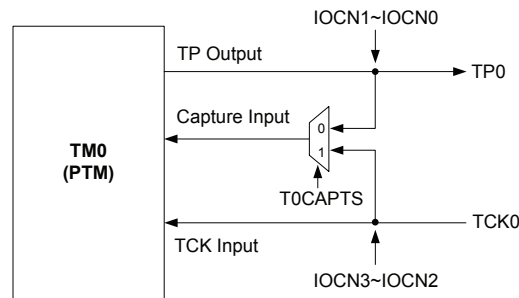 IOCN1~IOCN0
TP Output
TP0
Capture Input
0
1
TM0
(PTM)
T0CAPTS
TCK0
TCK Input
IOCN3~IOCN2